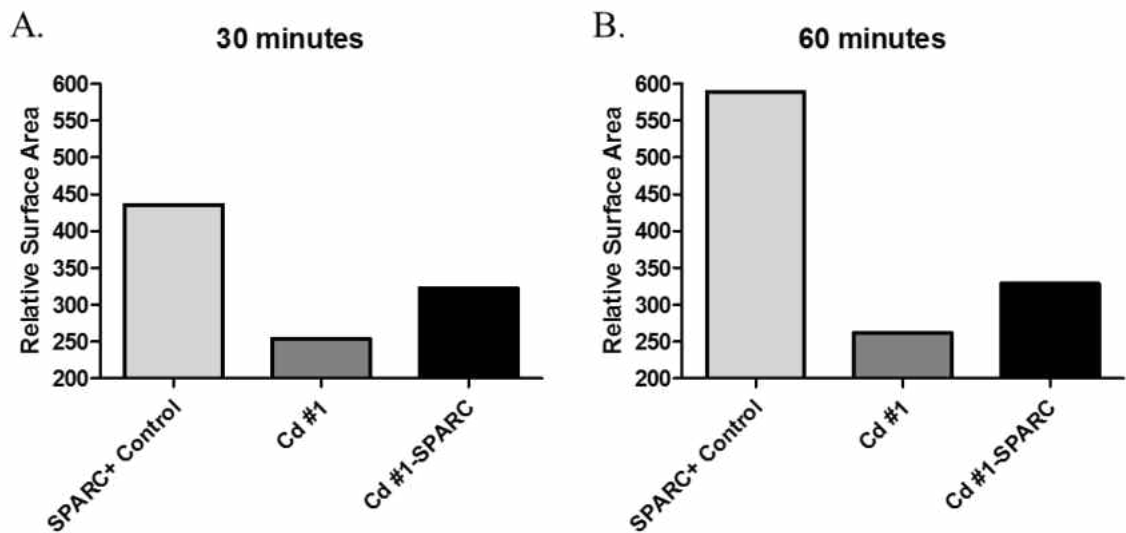 A.
30 minutes
Relative Surface Area
600
550
500
450
400
350
300
250
200
SPARC+ Control
Cd #1
Cd #1-SPARC
B.
60 minutes
Relative Surface Area
600
550
500
450
400
350
300
250
200
SPARC+ Control
Cd #1
Cd #1-SPARC